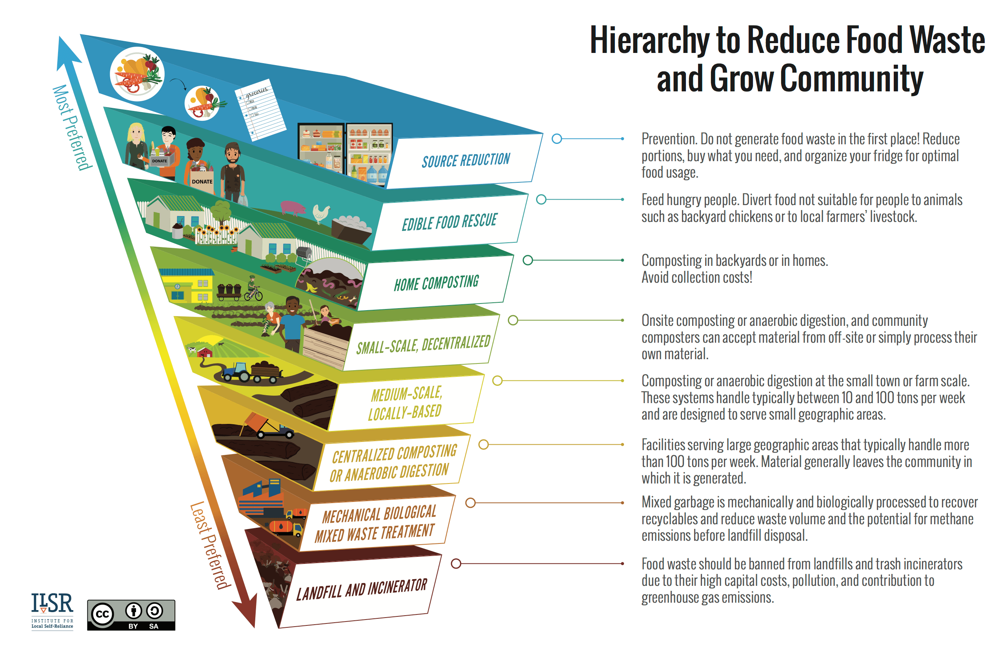 Hierarchy to Reduce Food Waste
and Grow Community
Most Preferred
groceries
MILK
BREAD
EGGS
SOURCE REDUCTION
Prevention. Do not generate food waste in the first place! Reduce
portions, buy what you need, and organize your fridge for optimal
food usage.
MILK
DONATE
MILK
DONATE
EDIBLE FOOD RESCUE
Feed hungry people. Divert food not suitable for people to animals
such as backyard chickens or to local farmers’ livestock.
HOME COMPOSTING
Composting in backyards or in homes.
Avoid collection costs!
SMALL-SCALE, DECENTRALIZED
Onsite composting or anaerobic digestion, and community
composters can accept material from off-site or simply process their
own material.
MEDIUM-SCALE,
LOCALLY-BASED
Composting or anaerobic digestion at the small town or farm scale.
These systems handle typically between 10 and 100 tons per week
and are designed to serve small geographic areas.
CENTRALIZED COMPOSTING
OR ANAEROBIC DIGESTION
Facilities serving large geographic areas that typically handle more
than 100 tons per week. Material generally leaves the community in
which it is generated.
MECHANICAL BIOLOGICAL
MIXED WASTE TREATMENT
Mixed garbage is mechanically and biologically processed to recover
recyclables and reduce waste volume and the potential for methane
emissions before landfill disposal.
Least Preferred
LANDFILL AND INCINERATOR
Food waste should be banned from landfills and trash incinerators
due to their high capital costs, pollution, and contribution to
greenhouse gas emissions.
ILSR
INSTITUTE FOR
Local Self-Reliance
cc
BY SA